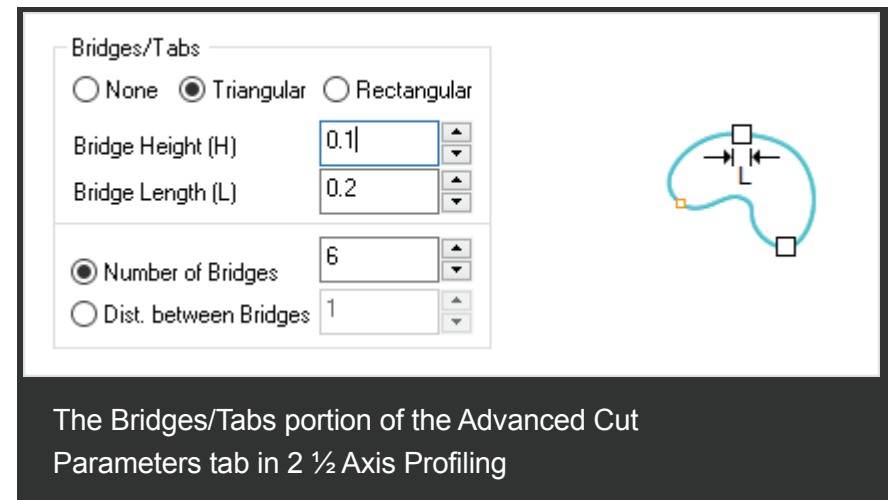 Bridges/Tabs
None Triangular Rectangular
Bridge Height (H) 0.1
Bridge Length (L) 0.2
L
Number of Bridges 6
Dist. between Bridges 1
The Bridges/Tabs portion of the Advanced Cut
Parameters tab in 2 ½ Axis Profiling